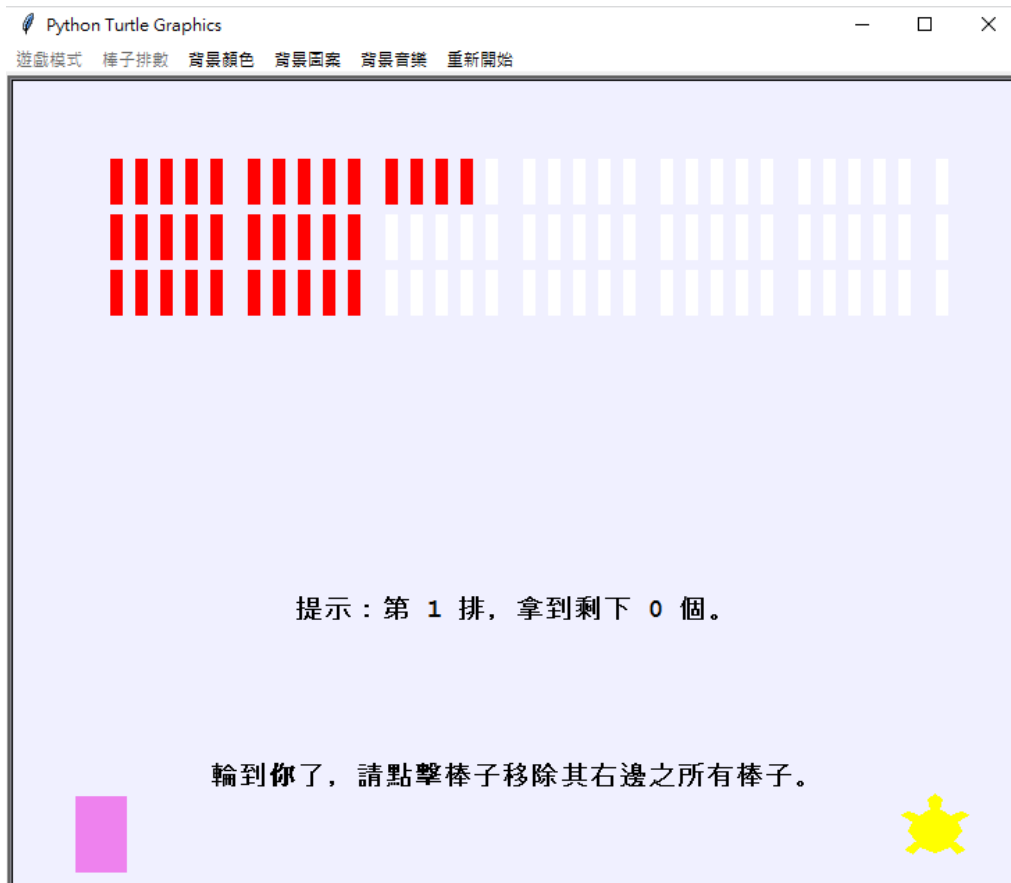 Python Turtle Graphics
遊戲模式 棒子排數 背景顏色 背景圖案 背景音樂 重新開始
提示：第 1 排，拿到剩下 0 個。
輪到你了，請點擊棒子移除其右邊之所有棒子。